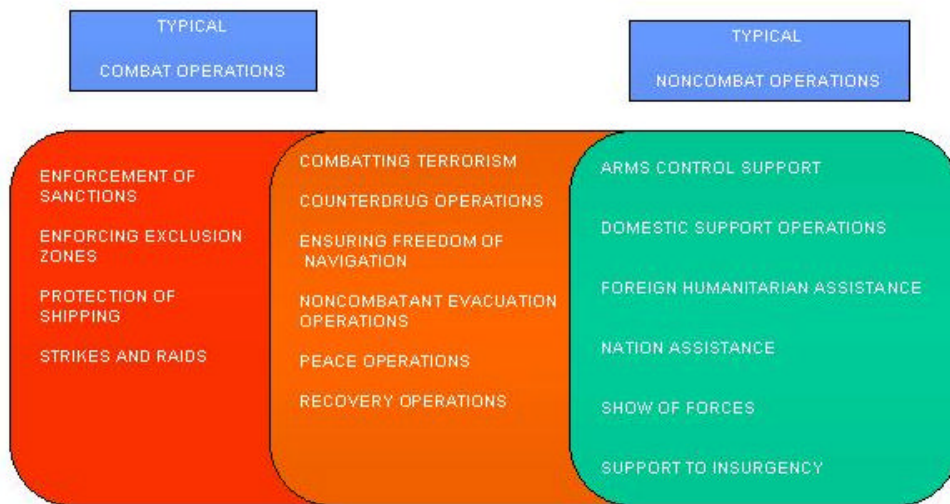 TYPICAL
COMBAT OPERATIONS
TYPICAL
NONCOMBAT OPERATIONS
ENFORCEMENT OF
SANCTIONS
ENFORCING EXCLUSION
ZONES
PROTECTION OF
SHIPPING
STRIKES AND RAIDS
COMBATTING TERRORISM
COUNTERDRUG OPERATIONS
ENSURING FREEDOM OF
NAVIGATION
NONCOMBATANT EVACUATION
OPERATIONS
PEACE OPERATIONS
RECOVERY OPERATIONS
ARMS CONTROL SUPPORT
DOMESTIC SUPPORT OPERATIONS
FOREIGN HUMANITARIAN ASSISTANCE
NATION ASSISTANCE
SHOW OF FORCES
SUPPORT TO INSURGENCY